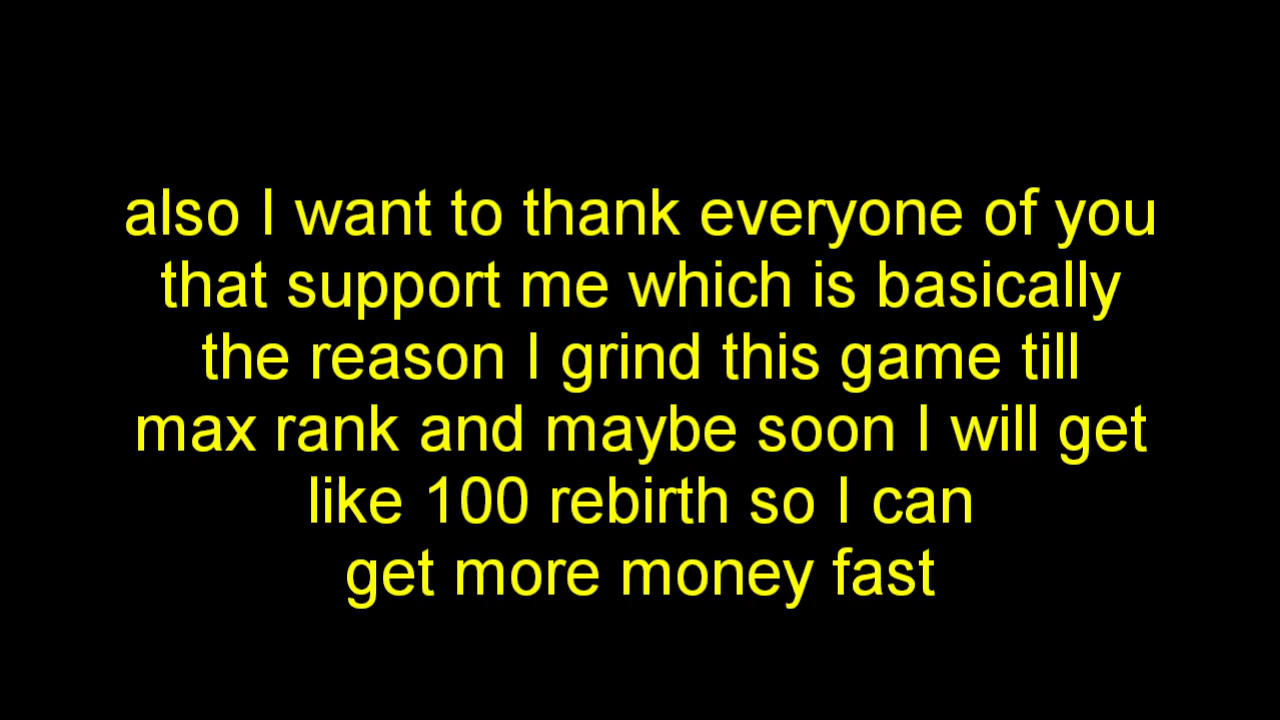 also I want to thank everyone of you
that support me which is basically
the reason I grind this game till
max rank and maybe soon I will get
like 100 rebirth so I can
get more money fast